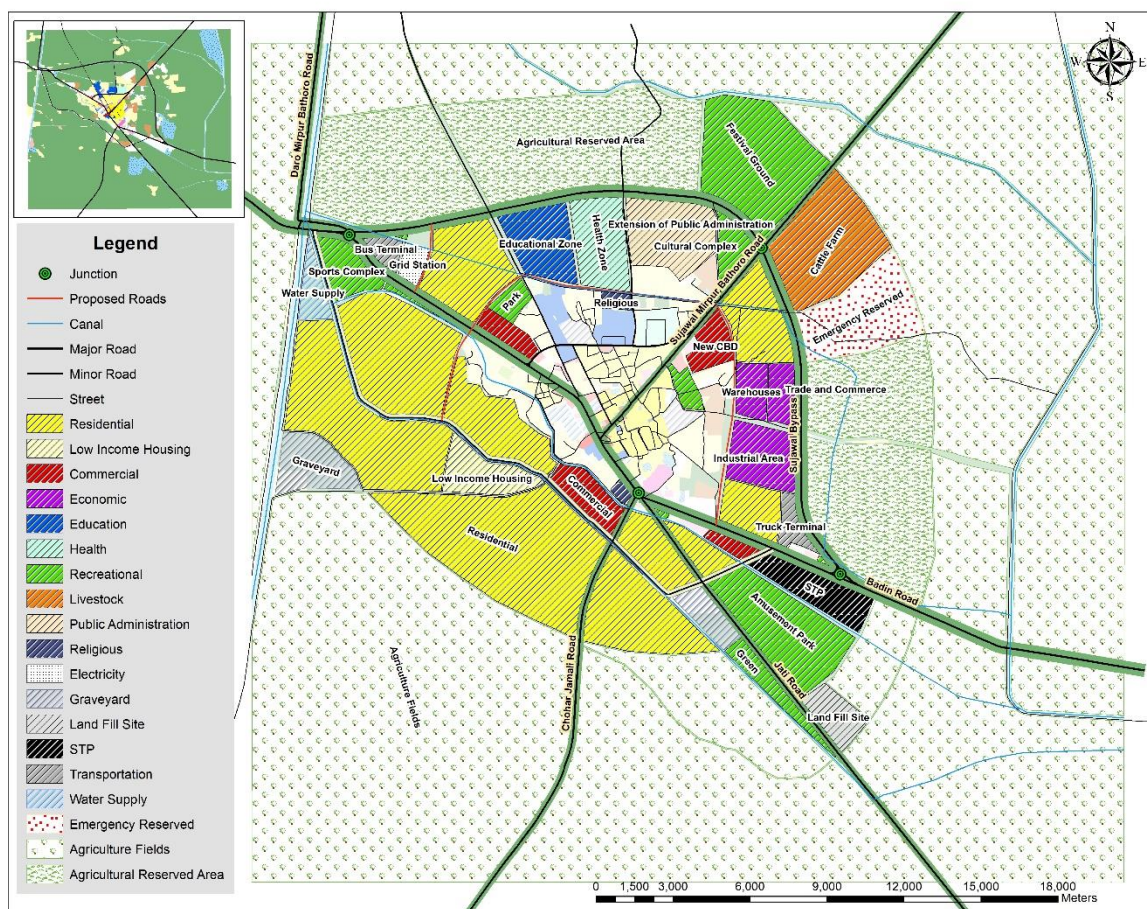 N
W
E
S
Daro Mirpur Bathoro Road
Agricultural Reserved Area
Festival Ground
Cattle Farm
Emergency Reserved
Extension of Public Administration
Cultural Complex
Educational Zone
Health Zone
Bus Terminal
Grid Station
Sports Complex
Water Supply
Park
Religious
Sujawal Mirpur Bathoro Road
New CBD
Warehouses
Trade and Commerce
Industrial Area
Sujawal Bypass
Graveyard
Low Income Housing
Commercial
Residential
Truck Terminal
STP
Badin Road
Amusement Park
Green
Jati Road
Land Fill Site
Chohar Jamali Road
Agriculture Fields
Legend
Junction
Proposed Roads
Canal
Major Road
Minor Road
Street
Residential
Low Income Housing
Commercial
Economic
Education
Health
Recreational
Livestock
Public Administration
Religious
Electricity
Graveyard
Land Fill Site
STP
Transportation
Water Supply
Emergency Reserved
Agriculture Fields
Agricultural Reserved Area
0 1,500 3,000 6,000 9,000 12,000 15,000 18,000
Meters